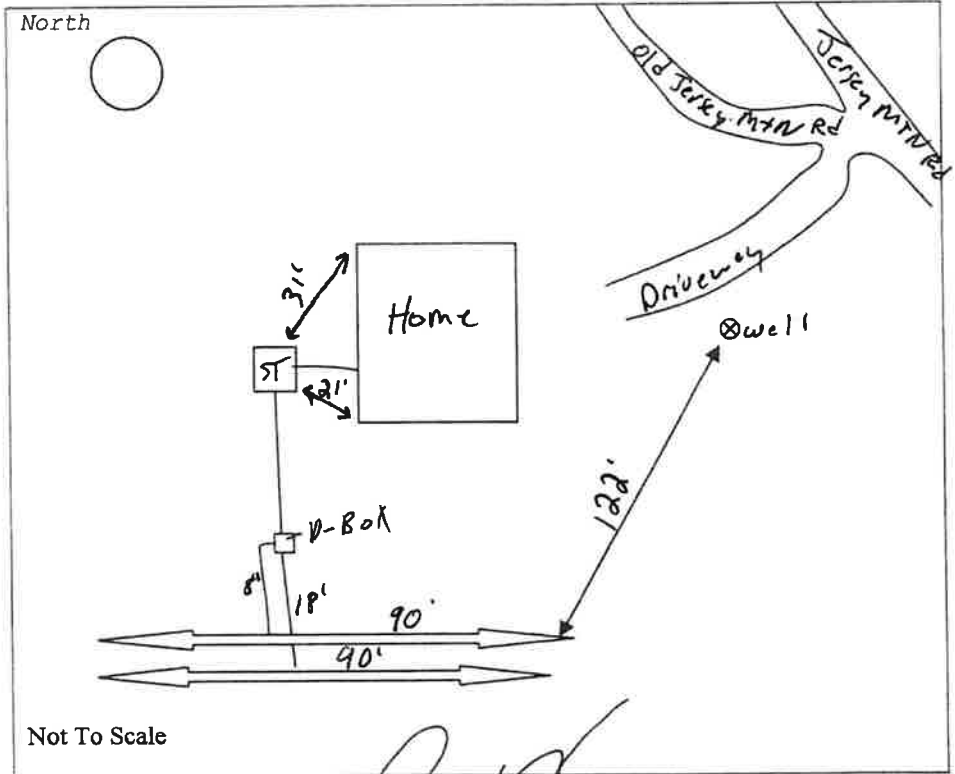 North
Old Jersey MTN Rd
Jersey MTN Rd
Driveway
31'
Home
well
ST
21'
122'
D-Box
8"
18'
90'
90'
Not To Scale